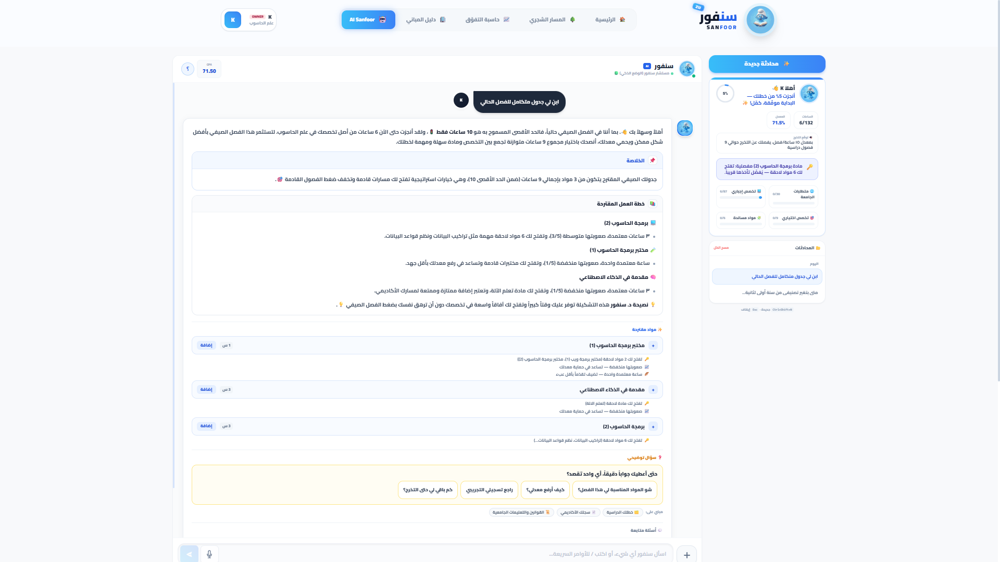 سنفور
ZU
SANFOOR
الرئيسية
المسار الشجري
حاسبة التفوّق
دليل المباني
AI Sanfoor
K OWNER
علم الحاسوب
K
محادثة جديدة
أهلاً K
أنجزت 5% من خطتك —
البداية موفّقة، كمّل!
5%
الساعات
6/132
المعدل
71.5%
توقّع التخرج
بمعدل ١٥ ساعة/فصل، يفصلك عن التخرج حوالي 9
فصول دراسية
مادة برمجة الحاسوب (2) مفصلية: تفتح
لك 6 مواد لاحقة — يُفضّل تأخذها قريباً.
متطلبات الجامعة
0/30
تخصص إجباري
6/87
تخصص اختياري
0/9
مواد مساندة
0/6
المحادثات
مسح الكل
اليوم
ابنِ لي جدول متكامل للفصل الحالي
متى بتغير تصنيفي من سنة أولى لثانية...
Ctrl+Shift+N جديدة · Esc إيقاف
سنفور AI
مستشار سنفور (الوضع الذكي)
GPA
71.50
؟
ابنِ لي جدول متكامل للفصل الحالي
K
أهلاً وسهلاً بك . بما أننا في الفصل الصيفي حالياً، فالحد الأقصى المسموح به هو 10 ساعات فقط ، ولقد أنجزت حتى الآن 6 ساعات من أصل تخصصك في علم الحاسوب. لتستثمر هذا الفصل الصيفي بأفضل
شكل ممكن ويحمي معدلك، أنصحك باختيار مجموع 9 ساعات متوازنة تجمع بين التخصص ومادة سهلة ومهمة لخطتك.
الخلاصة
جدولك الصيفي المقترح يتكون من 3 مواد بإجمالي 9 ساعات (ضمن الحد الأقصى 10)، وهي خيارات استراتيجية تفتح لك مسارات قادمة وتخفف ضغط الفصول القادمة .
خطة العمل المقترحة
برمجة الحاسوب (2)
٣ ساعات معتمدة، صعوبتها متوسطة (3/5)، وتفتح لك 6 مواد لاحقة مهمة مثل تراكيب البيانات ونظم قواعد البيانات.
مختبر برمجة الحاسوب (1)
ساعة معتمدة واحدة، صعوبتها منخفضة (1/5)، وتفتح لك مختبرات قادمة وتساعد في رفع معدلك بأقل جهد.
مقدمة في الذكاء الاصطناعي
٣ ساعات معتمدة، صعوبتها منخفضة (1/5)، وتفتح لك مادة تعلم الآلة، وتعتبر إضافة ممتازة وممتعة لمسارك الأكاديمي.
نصيحة د. سنفور هذه التشكيلة توفر عليك وقتاً كبيراً وتفتح لك آفاقاً واسعة في تخصصك دون أن ترهق نفسك بضغط الفصل الصيفي .
مواد مقترحة
+ مختبر برمجة الحاسوب (1) 1 س إضافة
تفتح لك 2 مواد لاحقة (مختبر برمجة ويب (1)، مختبر برمجة الحاسوب (2))
صعوبتها منخفضة — تساعد في حماية معدلك
ساعة معتمدة واحدة — تضيف تقدّماً بأقل عبء
+ مقدمة في الذكاء الاصطناعي 3 س إضافة
تفتح لك مادة لاحقة (تعلم الالة)
صعوبتها منخفضة — تساعد في حماية معدلك
+ برمجة الحاسوب (2) 3 س إضافة
تفتح لك 6 مواد لاحقة (تراكيب البيانات، نظم قواعد البيانات...)
سؤال توضيحي
حتى أعطيك جواباً دقيقاً، أي واحد تقصد؟
شو المواد المناسبة لي هذا الفصل؟
كيف أرفع معدلي؟
راجع تسجيلي التجريبي
كم باقي لي حتى التخرج؟
مبني على:
خطتك الدراسية
سجلك الأكاديمي
القوانين والتعليمات الجامعية
أسئلة متابعة
اسأل سنفور أي شيء، أو اكتب / للأوامر السريعة...